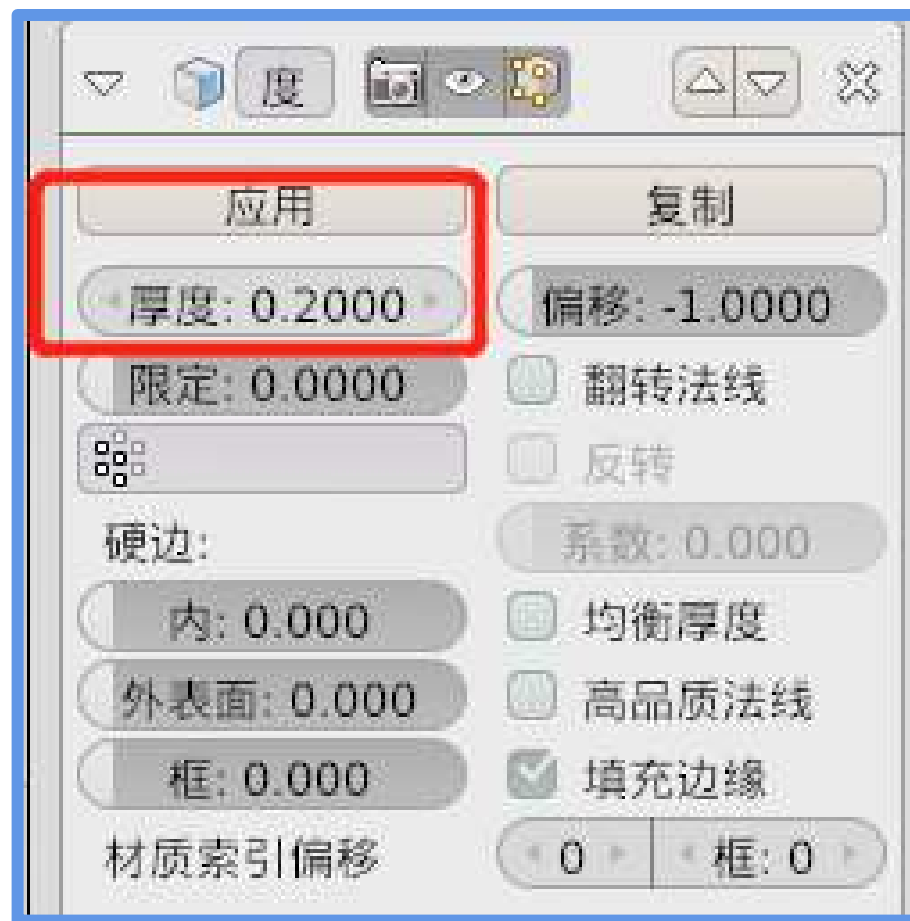 度
应用 复制
厚度: 0.2000 偏移: -1.0000
限定: 0.0000 翻转法线
反转
硬边: 系数: 0.000
内: 0.000 均衡厚度
外表面: 0.000 高品质法线
框: 0.000 填充边缘
材质索引偏移 0 框: 0